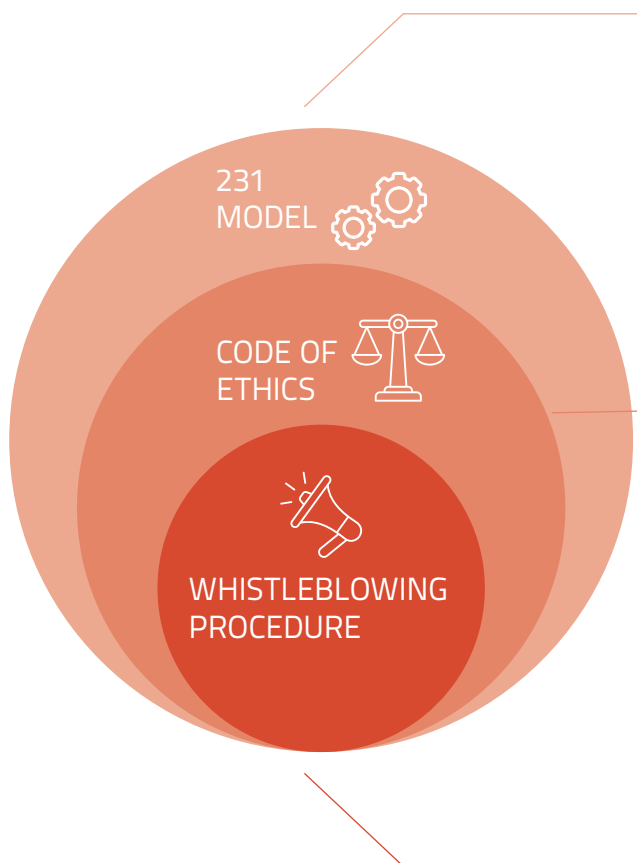 231
MODEL
CODE OF
ETHICS
WHISTLEBLOWING
PROCEDURE